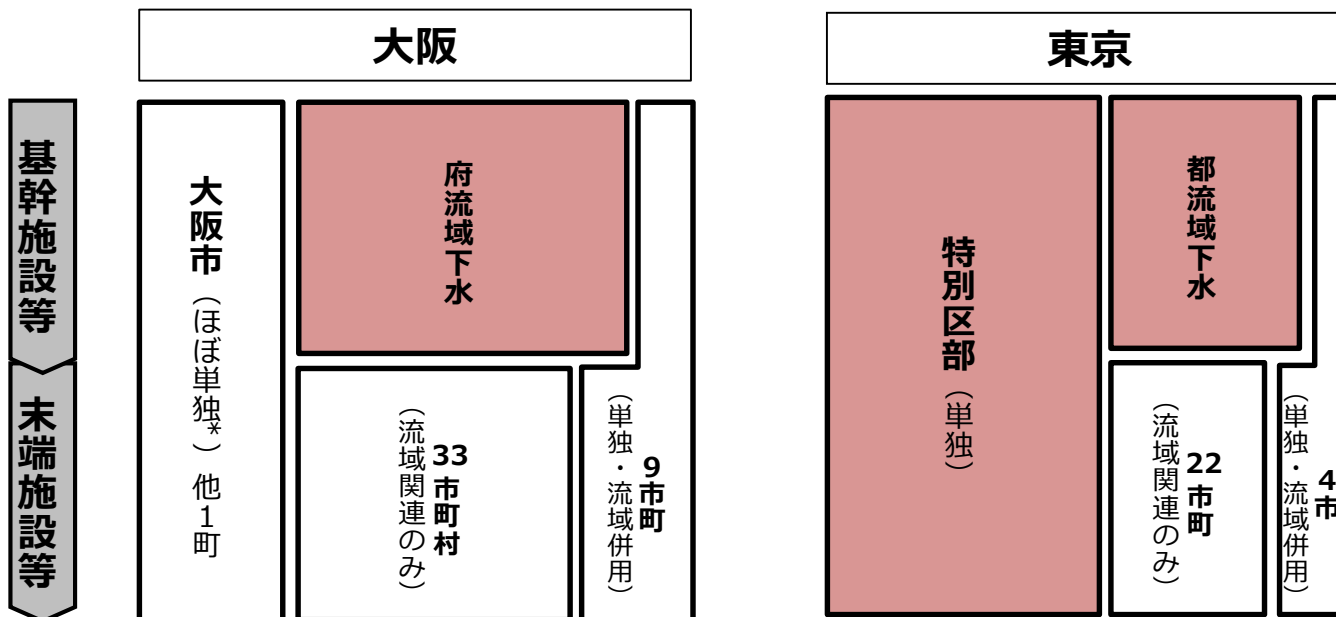 大阪
東京
基幹施設等
末端施設等
大阪市（ほぼ単独*）他１町
府流域下水
33市町村
（流域関連のみ）
9市町
（単独・流域併用）
特別区部（単独）
都流域下水
22市町
（流域関連のみ）
4市
（単独・流域併用）